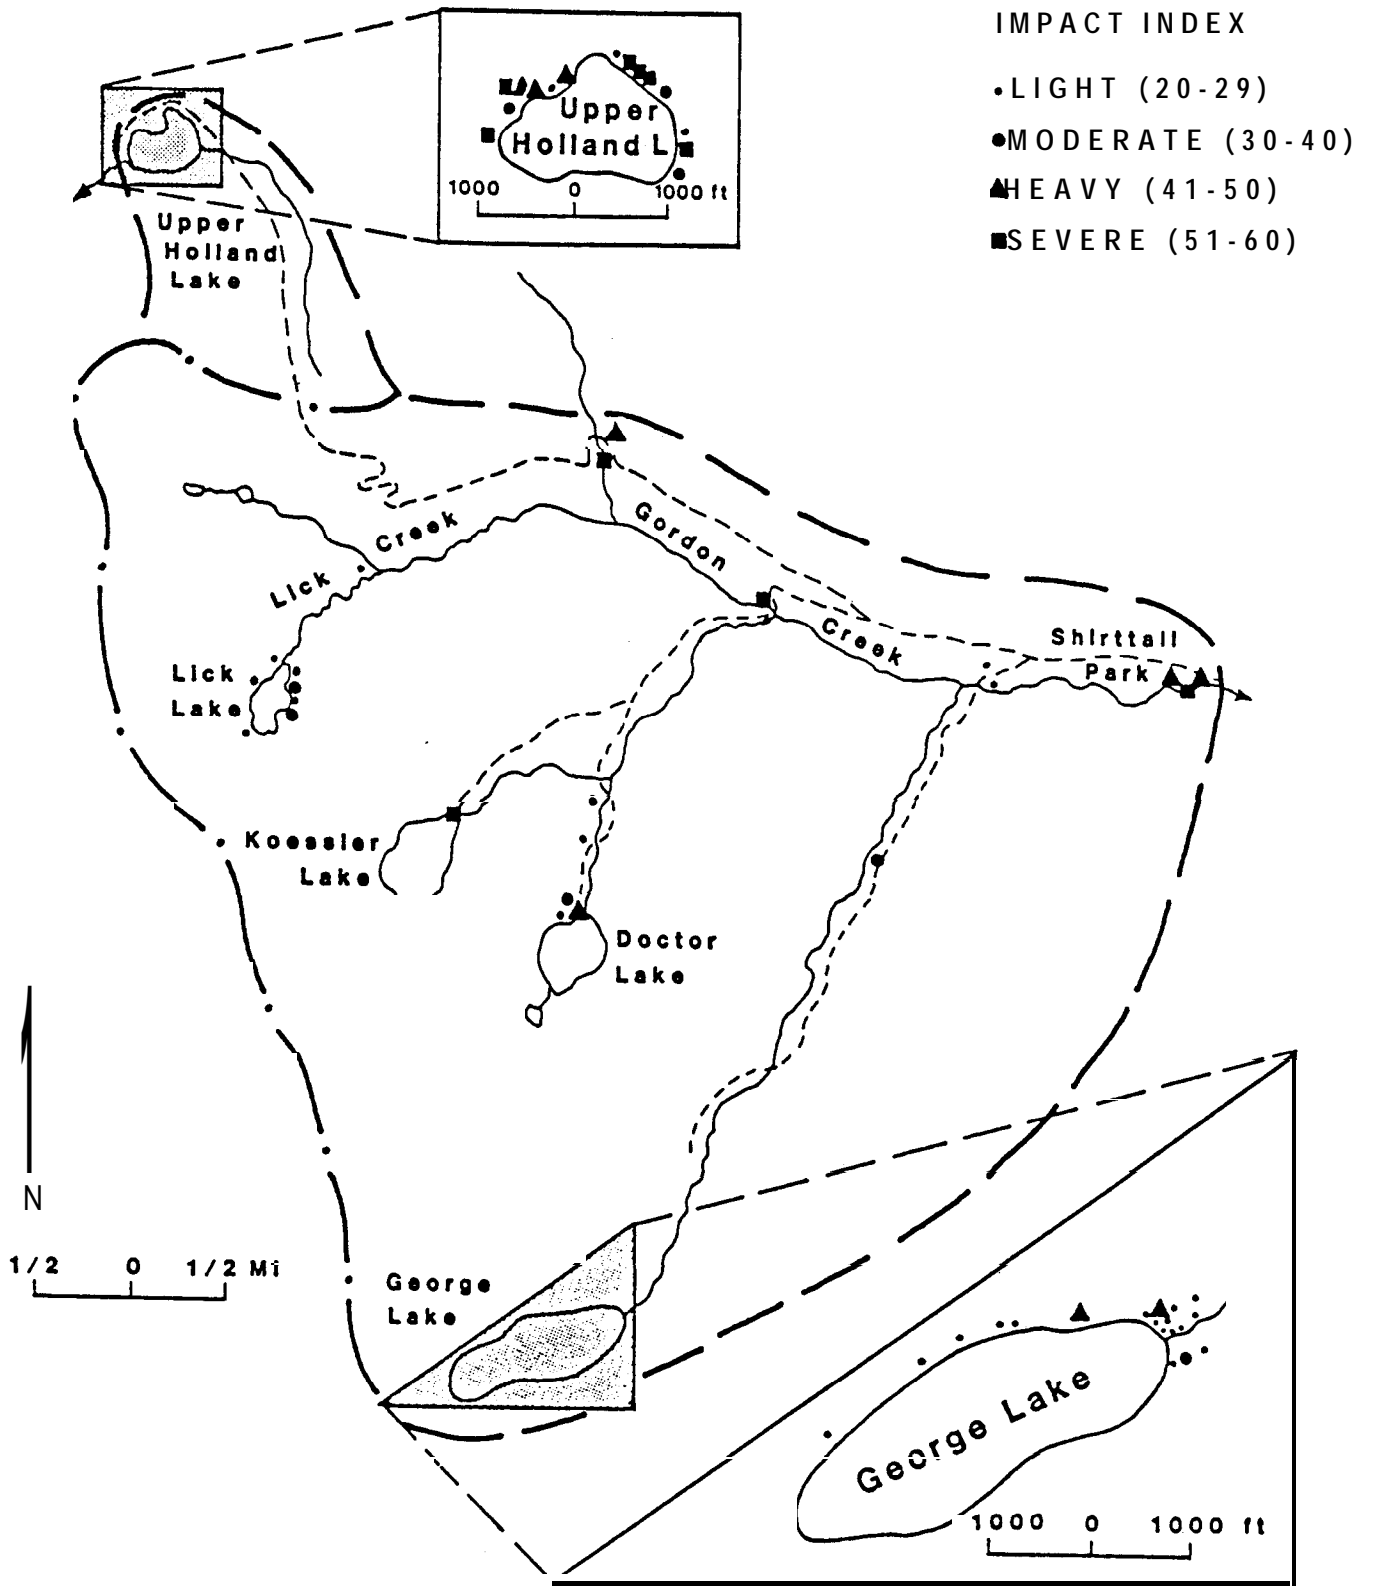 IMPACT INDEX
LIGHT (20-29)
MODERATE (30-40)
HEAVY (41-50)
SEVERE (51-60)
Upper
Holland L
1000 0 1000 ft
Upper
Holland
Lake
Gordon
Creek
Lick Creek
Shirttail
Park
Lick
Lake
Koessler
Lake
Doctor
Lake
N
1/2 0 1/2 Mi
George
Lake
George Lake
1000 0 1000 ft